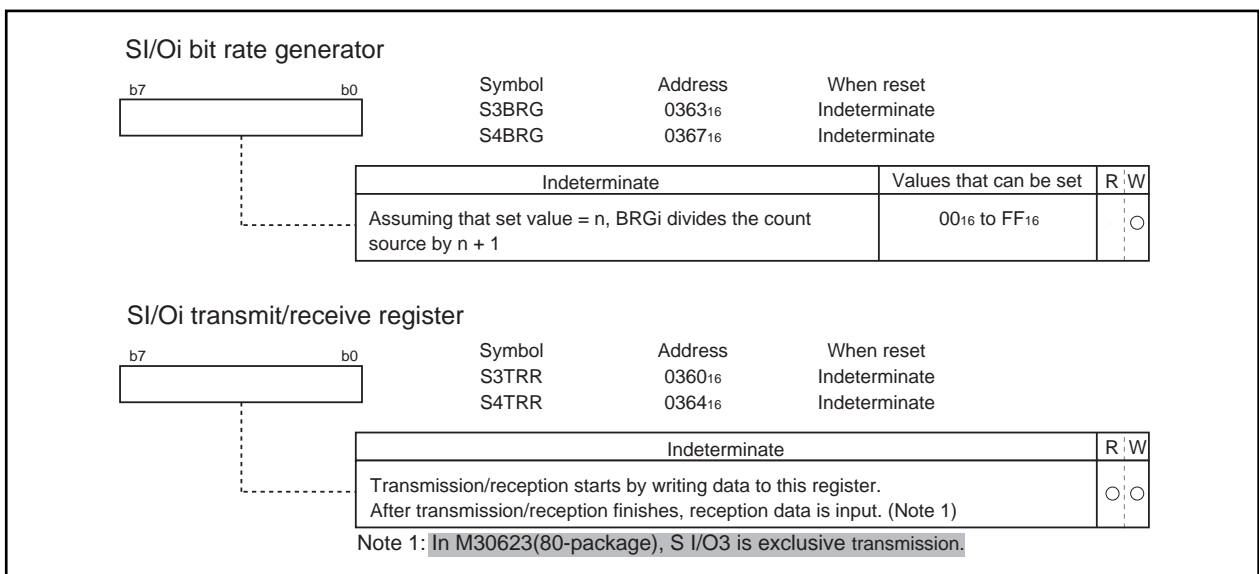 SI/Oi bit rate generator
b7 b0
Symbol Address When reset
S3BRG 036316 Indeterminate
S4BRG 036716 Indeterminate
Indeterminate Values that can be set R W
Assuming that set value = n, BRGi divides the count
source by n + 1
0016 to FF16
SI/Oi transmit/receive register
b7 b0
Symbol Address When reset
S3TRR 036016 Indeterminate
S4TRR 036416 Indeterminate
Indeterminate R W
Transmission/reception starts by writing data to this register.
After transmission/reception finishes, reception data is input. (Note 1)
Note 1: In M30623(80-package), S I/O3 is exclusive transmission.